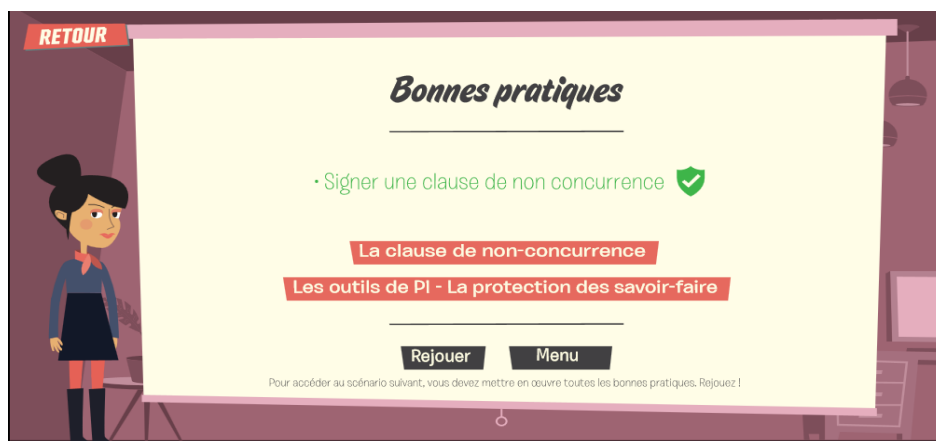 RETOUR
Bonnes pratiques
• Signer une clause de non concurrence
La clause de non-concurrence
Les outils de PI - La protection des savoir-faire
Rejouer Menu
Pour accéder au scénario suivant, vous devez mettre en œuvre toutes les bonnes pratiques. Rejouez !